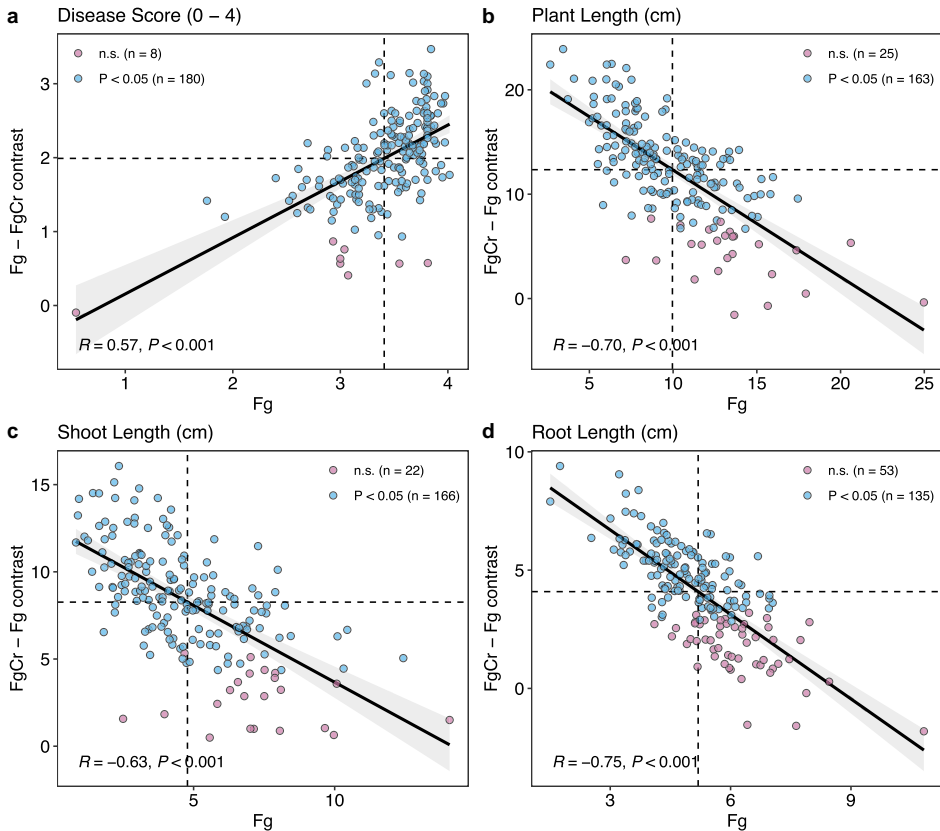 a Disease Score (0 – 4)
n.s. (n = 8)
P < 0.05 (n = 180)
Fg – FgCr contrast
3
2
1
0
R = 0.57, P < 0.001
1 2 3 4
Fg
b Plant Length (cm)
n.s. (n = 25)
P < 0.05 (n = 163)
FgCr – Fg contrast
20
10
0
R = −0.70, P < 0.001
5 10 15 20 25
Fg
c Shoot Length (cm)
n.s. (n = 22)
P < 0.05 (n = 166)
FgCr – Fg contrast
15
10
5
0
R = −0.63, P < 0.001
5 10
Fg
d Root Length (cm)
n.s. (n = 53)
P < 0.05 (n = 135)
FgCr – Fg contrast
10
5
0
R = −0.75, P < 0.001
3 6 9
Fg